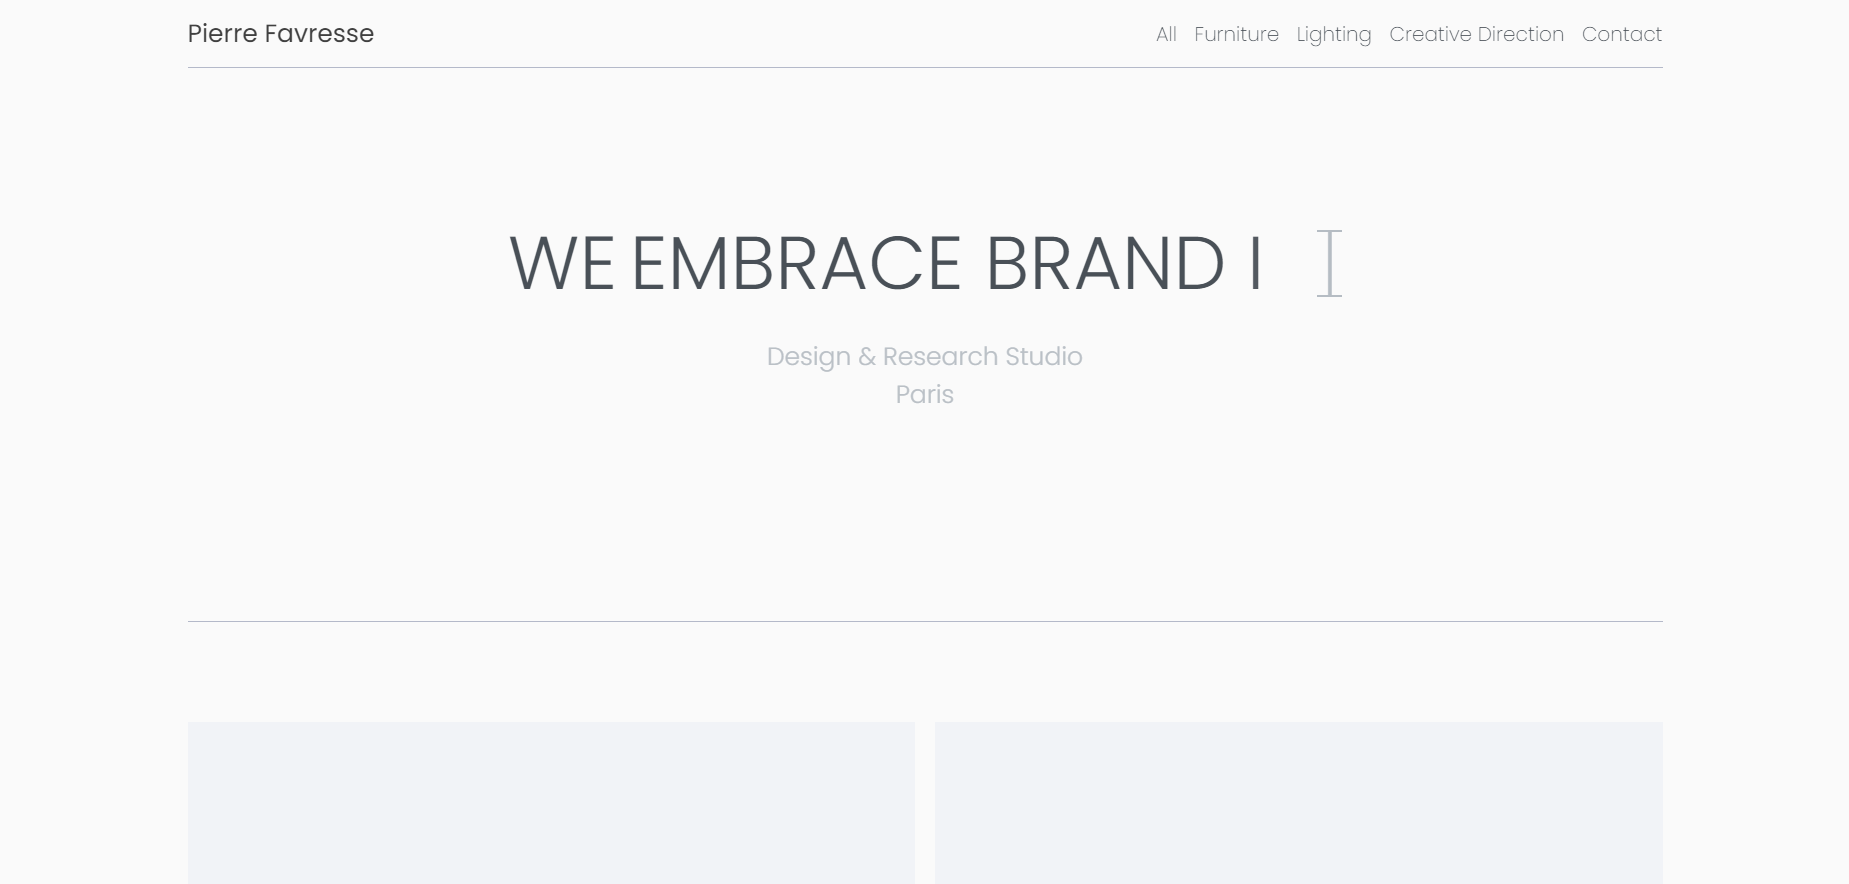 Pierre Favresse
All Furniture Lighting Creative Direction Contact
WE EMBRACE BRAND I
Design & Research Studio
Paris